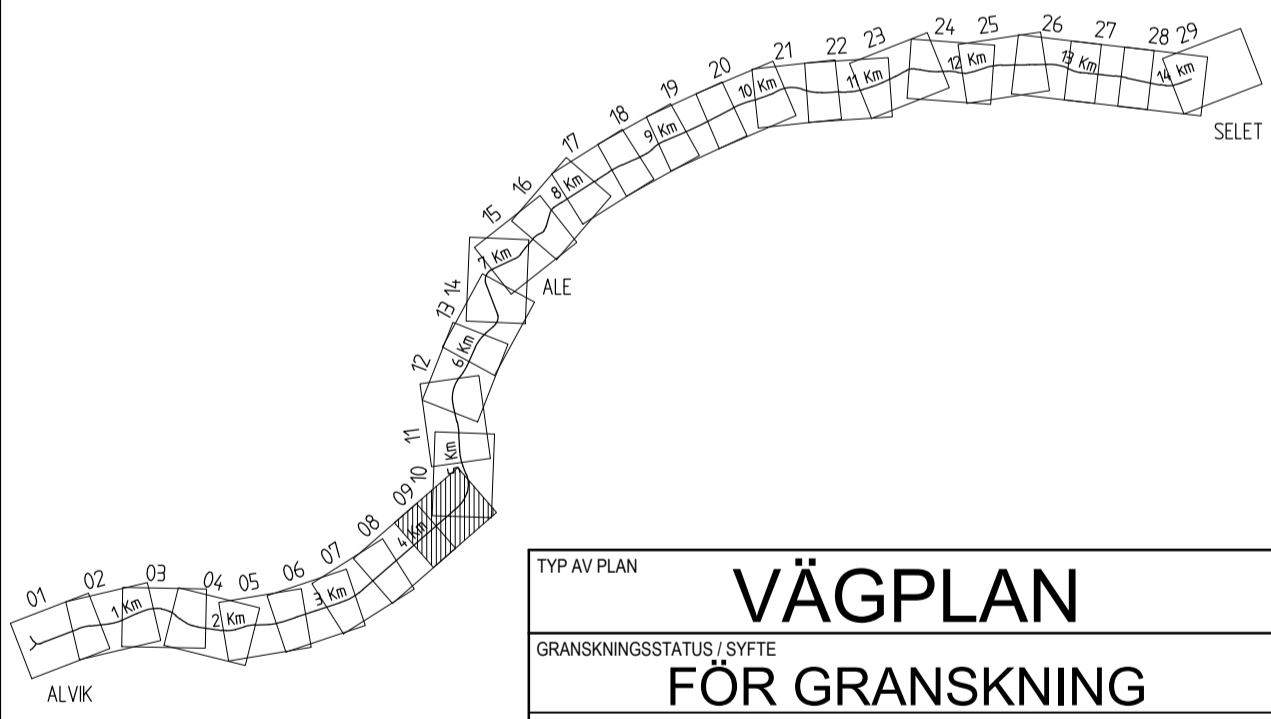 01
02
03
04
05
06
07
08
09
10
11
12
13
14
15
16
17
18
19
20
21
22
23
24
25
26
27
28
29
1 Km
2 Km
3 Km
4 Km
5 Km
6 Km
7 Km
8 Km
9 Km
10 Km
11 Km
12 Km
13 Km
14 Km
ALVIK
ALE
SELET
TYP AV PLAN
VÄGPLAN
GRANSKNINGSSTATUS / SYFTE
FÖR GRANSKNING